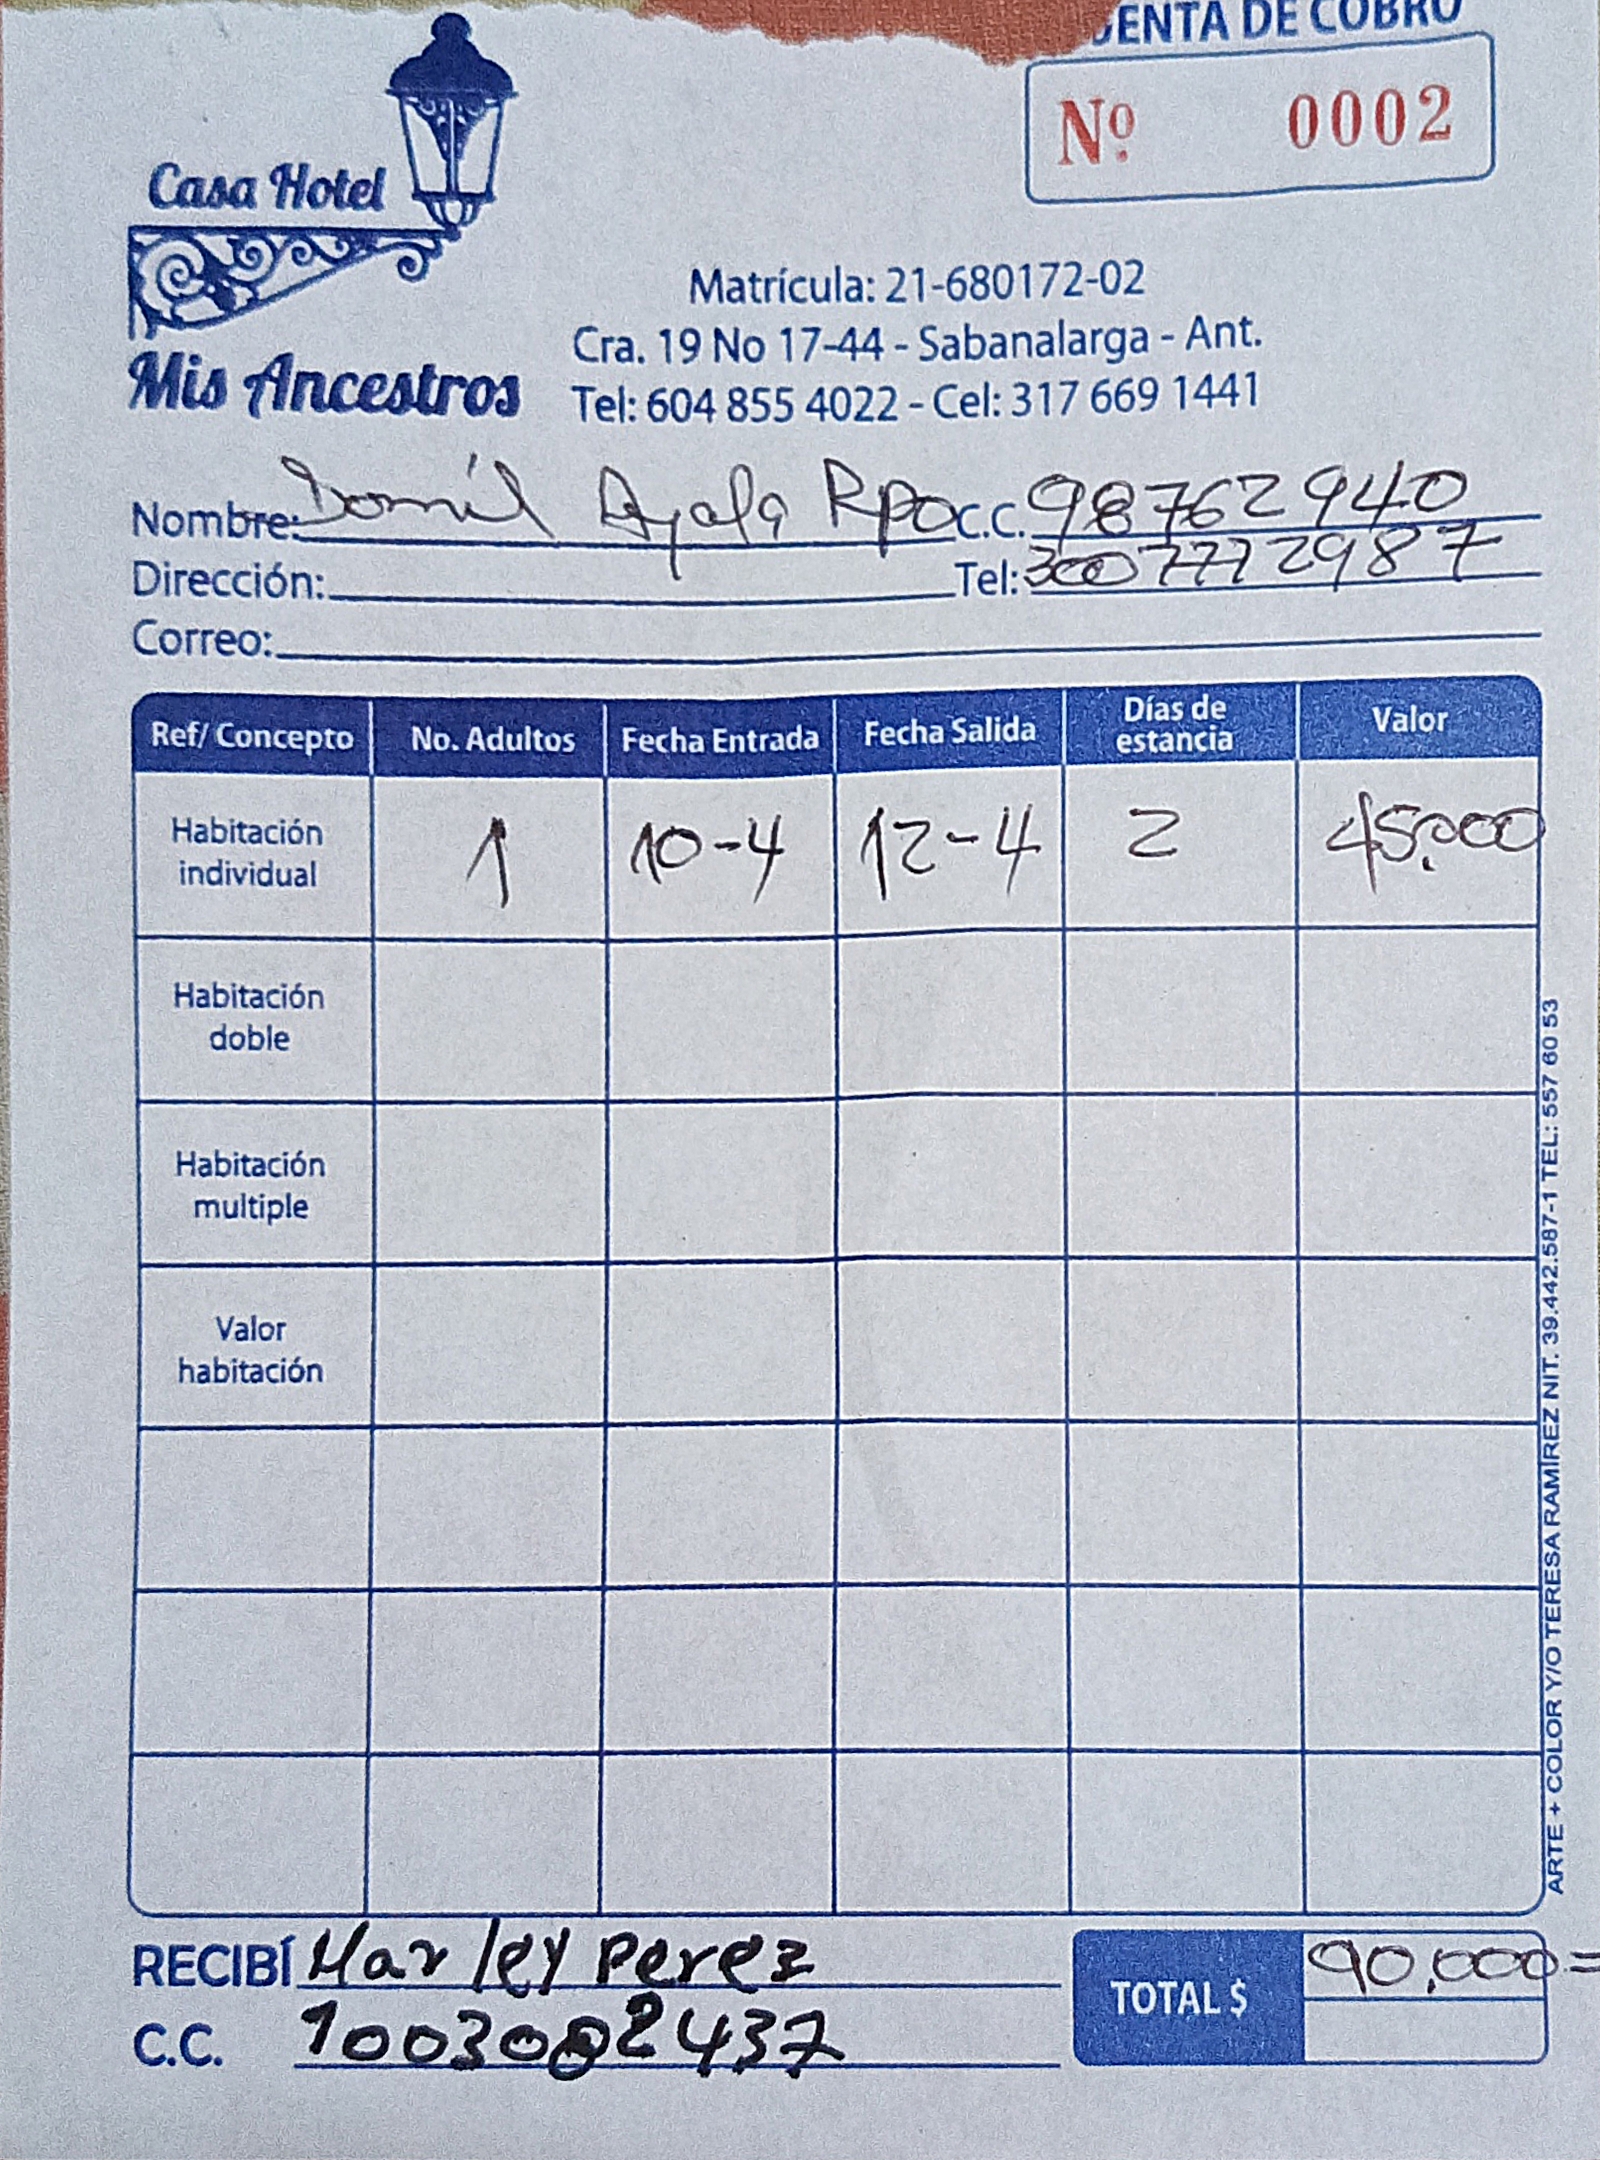 ENTA DE COBRO
Nº 0002
Casa Hotel
Mis Ancestros
Matrícula: 21-680172-02
Cra. 19 No 17-44 - Sabanalarga - Ant.
Tel: 604 855 4022 - Cel: 317 669 1441
Nombre: Ayala Rpo C.C. 98762940
Dirección: Tel: 3007772987
Correo:
Ref/ Concepto No. Adultos Fecha Entrada Fecha Salida Días de estancia Valor
Habitación individual 1 10-4 12-4 2 45.000
Habitación doble
Habitación multiple
Valor habitación
RECIBÍ Marley Perez
C.C. 1003002437
TOTAL $ 90.000=
ARTE + COLOR Y/O TERESA RAMÍREZ NIT. 39.442.587-1 TEL: 557 60 53